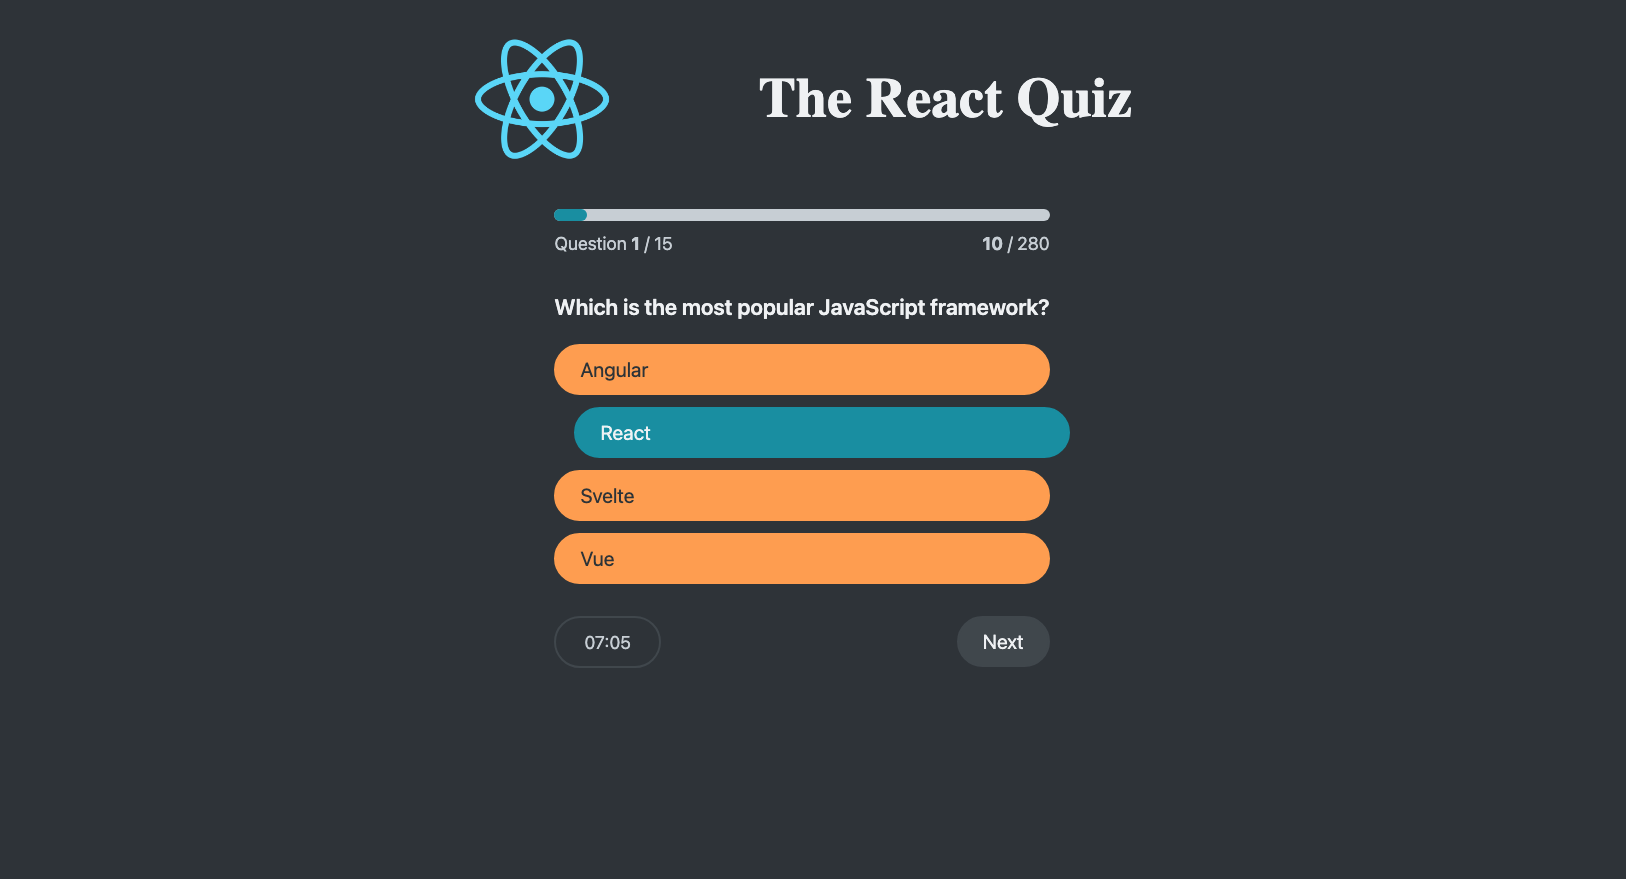 The React Quiz
Question 1 / 15
10 / 280
Which is the most popular JavaScript framework?
Angular
React
Svelte
Vue
07:05
Next